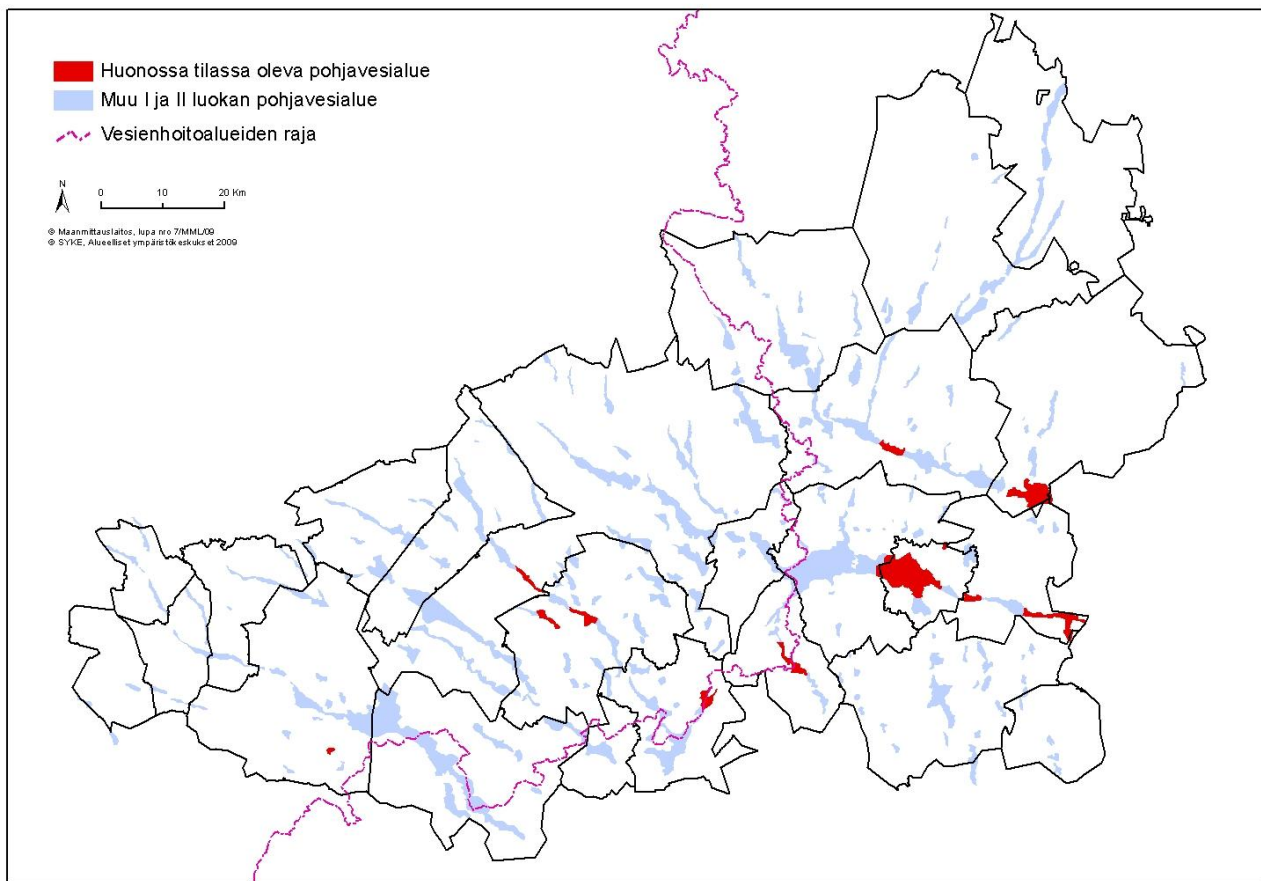 Huonossa tilassa oleva pohjavesialue
Muu I ja II luokan pohjavesialue
Vesienhoitoalueiden raja
N
0 10 20 Km
© Maanmittauslaitos, lupa nro 7/MML/09
© SYKE, Alueelliset ympäristökeskukset 2009